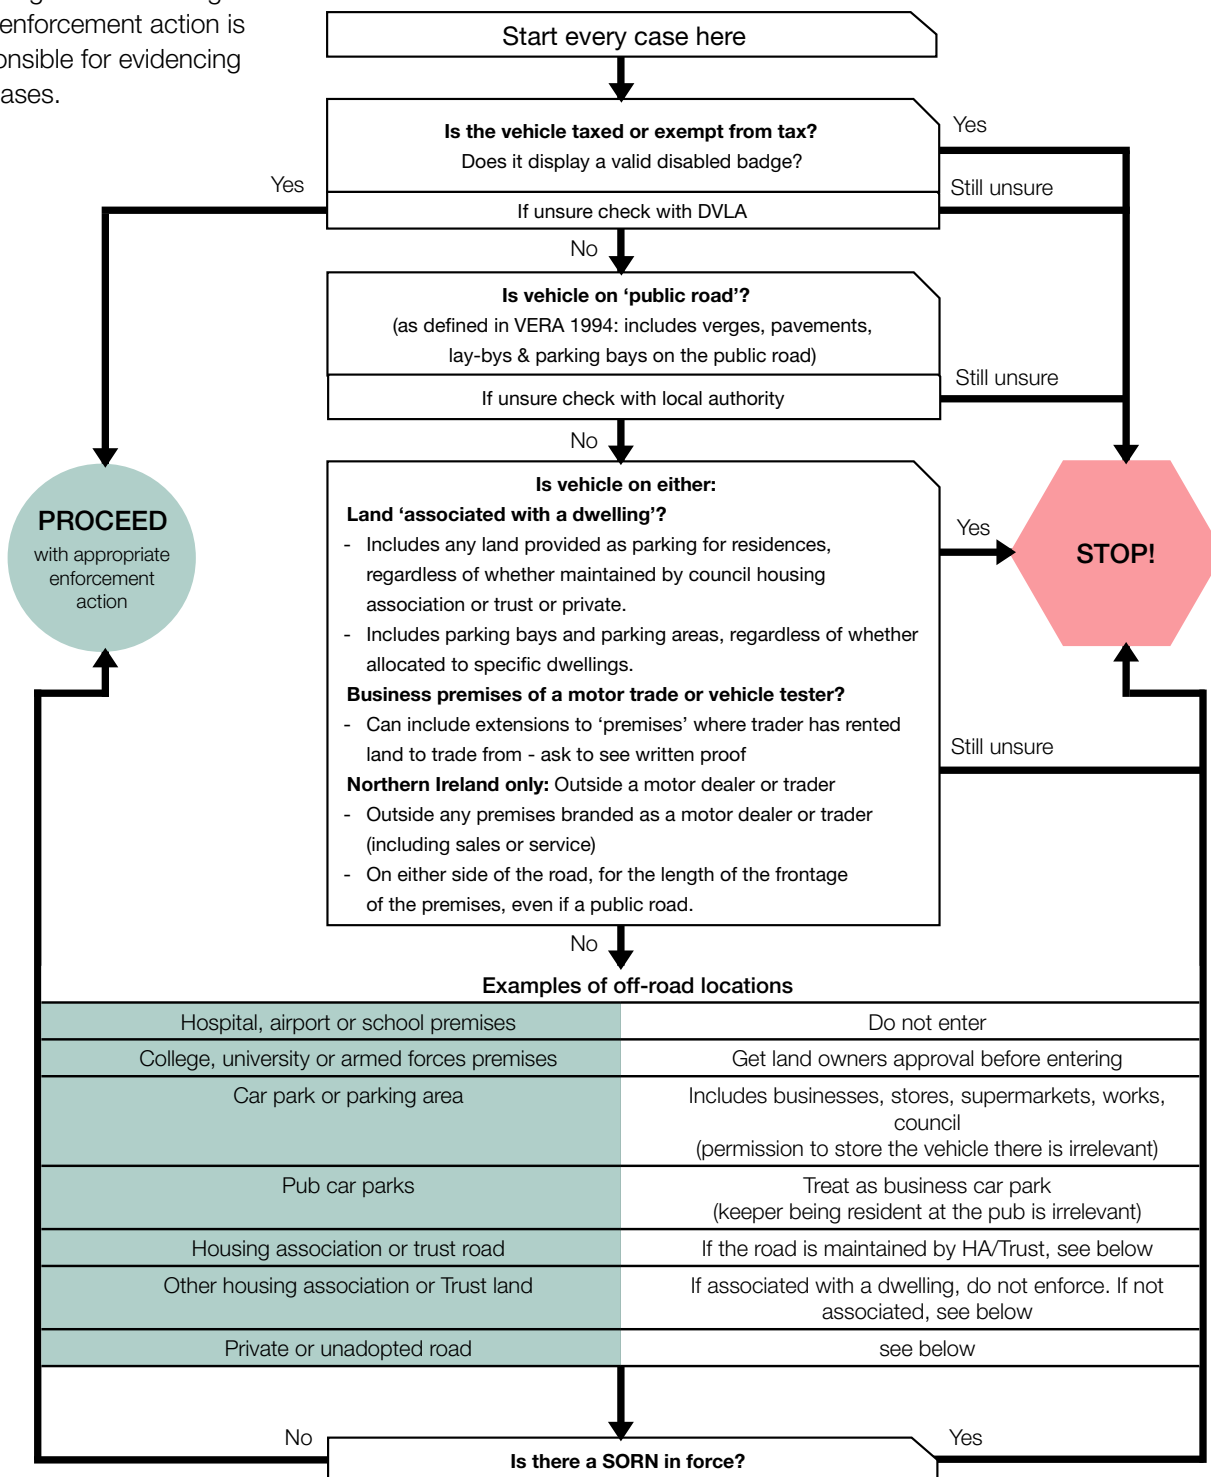 enforcement action is
onsible for evidencing
ases.
Start every case here
Is the vehicle taxed or exempt from tax?
Does it display a valid disabled badge?
If unsure check with DVLA
Yes
Still unsure
Yes
No
Is vehicle on ‘public road’?
(as defined in VERA 1994: includes verges, pavements,
lay-bys & parking bays on the public road)
If unsure check with local authority
Still unsure
No
PROCEED
with appropriate
enforcement
action
Is vehicle on either:
Land ‘associated with a dwelling’?
- Includes any land provided as parking for residences,
regardless of whether maintained by council housing
association or trust or private.
- Includes parking bays and parking areas, regardless of whether
allocated to specific dwellings.
Business premises of a motor trade or vehicle tester?
- Can include extensions to ‘premises’ where trader has rented
land to trade from - ask to see written proof
Northern Ireland only: Outside a motor dealer or trader
- Outside any premises branded as a motor dealer or trader
(including sales or service)
- On either side of the road, for the length of the frontage
of the premises, even if a public road.
Yes
STOP!
Still unsure
No
Examples of off-road locations
Hospital, airport or school premises
Do not enter
College, university or armed forces premises
Get land owners approval before entering
Car park or parking area
Includes businesses, stores, supermarkets, works,
council
(permission to store the vehicle there is irrelevant)
Pub car parks
Treat as business car park
(keeper being resident at the pub is irrelevant)
Housing association or trust road
If the road is maintained by HA/Trust, see below
Other housing association or Trust land
If associated with a dwelling, do not enforce. If not
associated, see below
Private or unadopted road
see below
No
Is there a SORN in force?
Yes